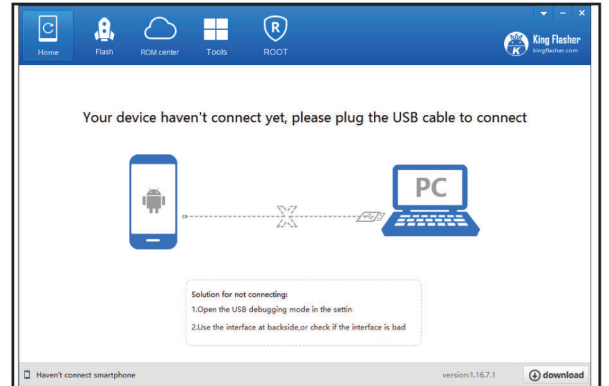 Home
Flash
ROM center
Tools
R
ROOT
King Flasher
kingflasher.com
K
Your device haven't connect yet, please plug the USB cable to connect
PC
Solution for not connecting:
1.Open the USB debugging mode in the settin
2.Use the interface at backside,or check if the interface is bad
Haven't connect smartphone
version:1.16.7.1
download